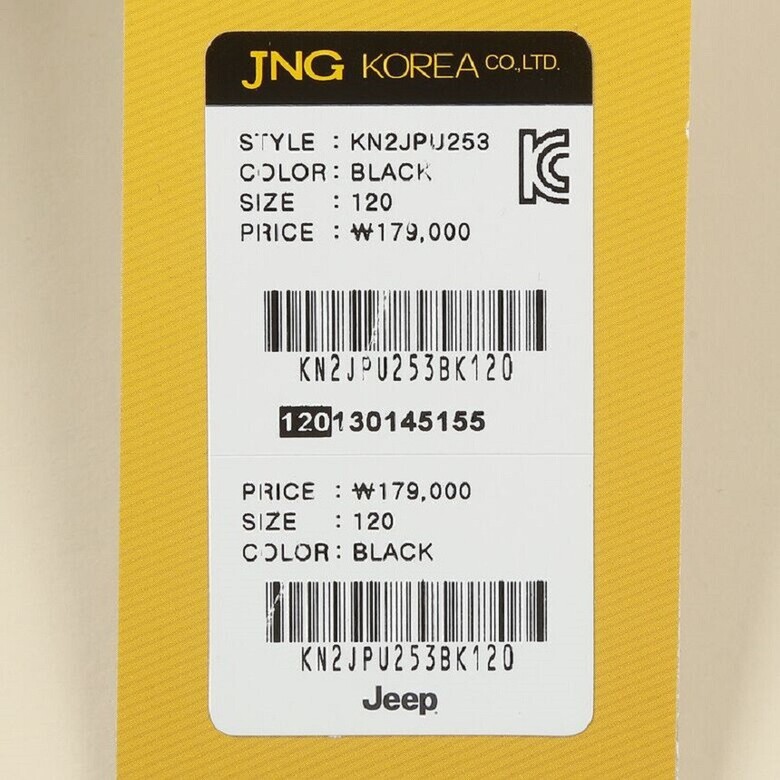 JNG KOREA CO.,LTD.
STYLE : KN2JPU253
COLOR : BLACK
SIZE : 120
PRICE : ₩179,000
KN2JPU253BK120
120130145155
PRICE : ₩179,000
SIZE : 120
COLOR : BLACK
KN2JPU253BK120
Jeep